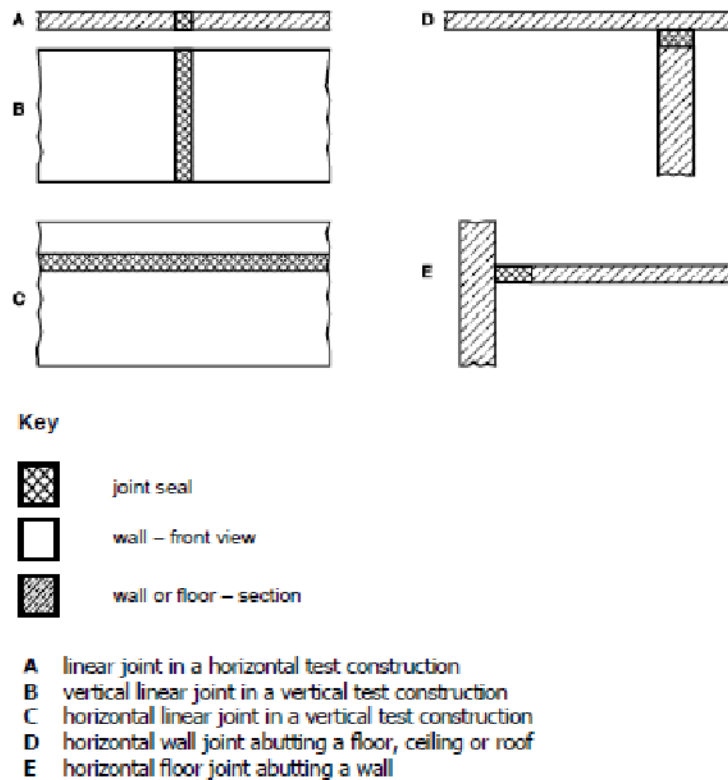 A
D
B
C
E
Key
joint seal
wall – front view
wall or floor – section
A linear joint in a horizontal test construction
B vertical linear joint in a vertical test construction
C horizontal linear joint in a vertical test construction
D horizontal wall joint abutting a floor, ceiling or roof
E horizontal floor joint abutting a wall